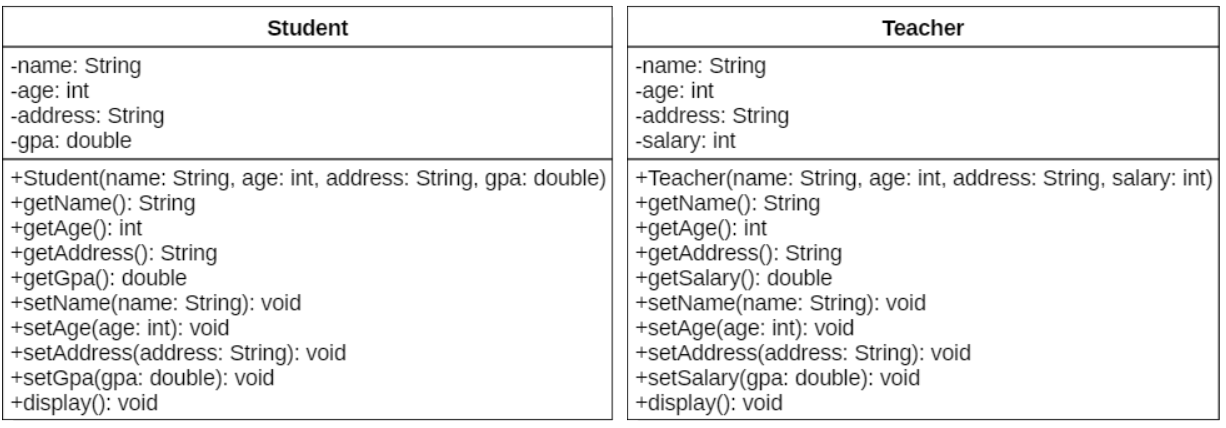 Student
-name: String
-age: int
-address: String
-gpa: double
+Student(name: String, age: int, address: String, gpa: double)
+getName(): String
+getAge(): int
+getAddress(): String
+getGpa(): double
+setName(name: String): void
+setAge(age: int): void
+setAddress(address: String): void
+setGpa(gpa: double): void
+display(): void
Teacher
-name: String
-age: int
-address: String
-salary: int
+Teacher(name: String, age: int, address: String, salary: int)
+getName(): String
+getAge(): int
+getAddress(): String
+getSalary(): double
+setName(name: String): void
+setAge(age: int): void
+setAddress(address: String): void
+setSalary(gpa: double): void
+display(): void